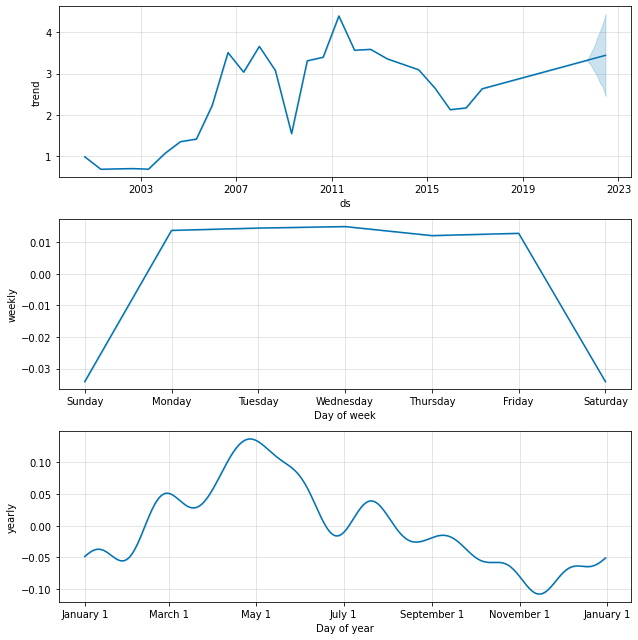 4
3
2
1
trend
2003 2007 2011 2015 2019 2023
ds
0.01
0.00
−0.01
−0.02
−0.03
weekly
Sunday Monday Tuesday Wednesday Thursday Friday Saturday
Day of week
0.10
0.05
0.00
−0.05
−0.10
yearly
January 1 March 1 May 1 July 1 September 1 November 1 January 1
Day of year